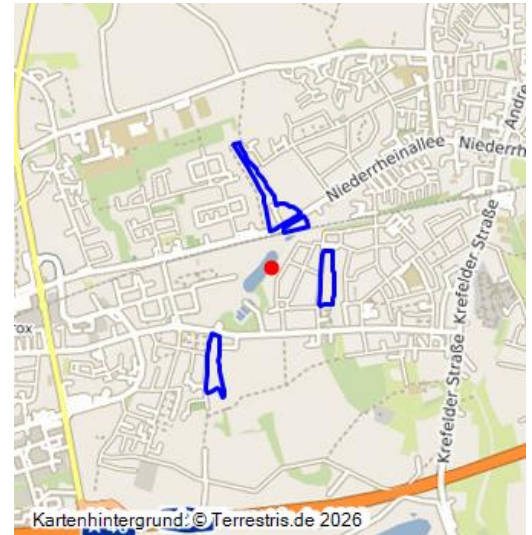 Andre
Niederrheinallee
Niederrh
Krefelder Straße
Krefelder Straße
rox
Kartenhintergrund: © Terrestris.de 2026